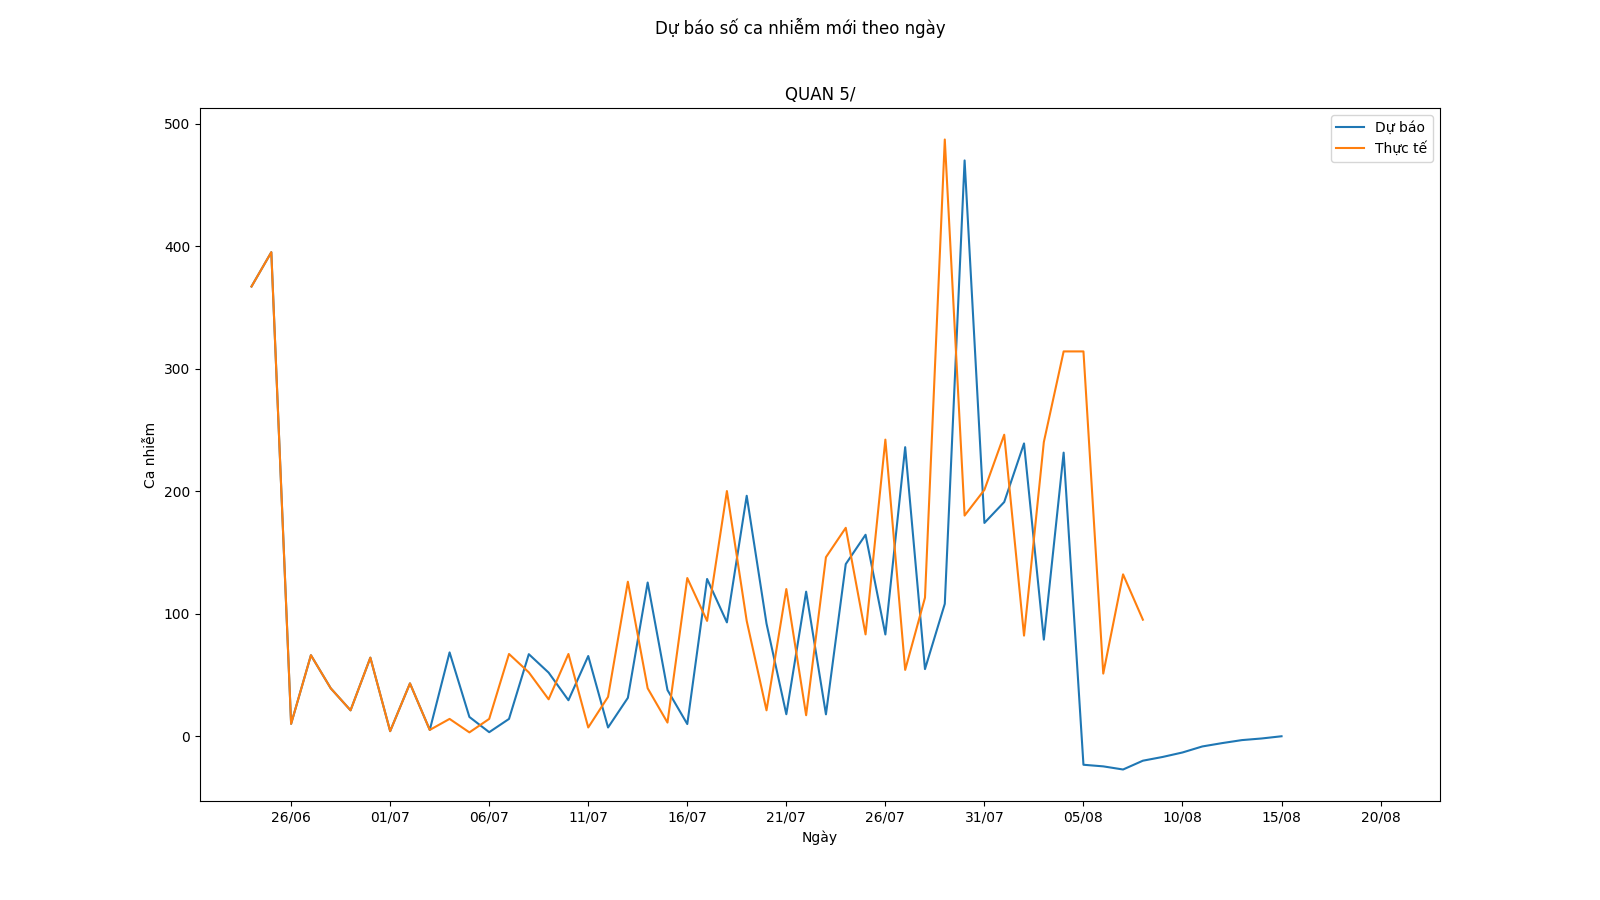 Dự báo số ca nhiễm mới theo ngày
QUAN 5/
Dự báo
Thực tế
500
400
300
200
100
0
Ca nhiễm
26/06 01/07 06/07 11/07 16/07 21/07 26/07 31/07 05/08 10/08 15/08 20/08
Ngày